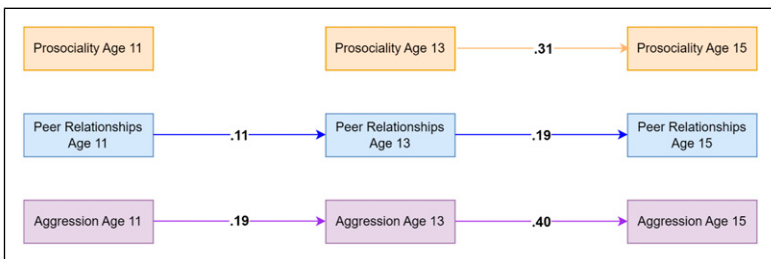 Prosociality Age 11
Prosociality Age 13
.31
Prosociality Age 15
Peer Relationships
Age 11
.11
Peer Relationships
Age 13
.19
Peer Relationships
Age 15
Aggression Age 11
.19
Aggression Age 13
.40
Aggression Age 15